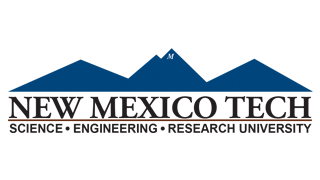 M
NEW MEXICO TECH
SCIENCE • ENGINEERING • RESEARCH UNIVERSITY